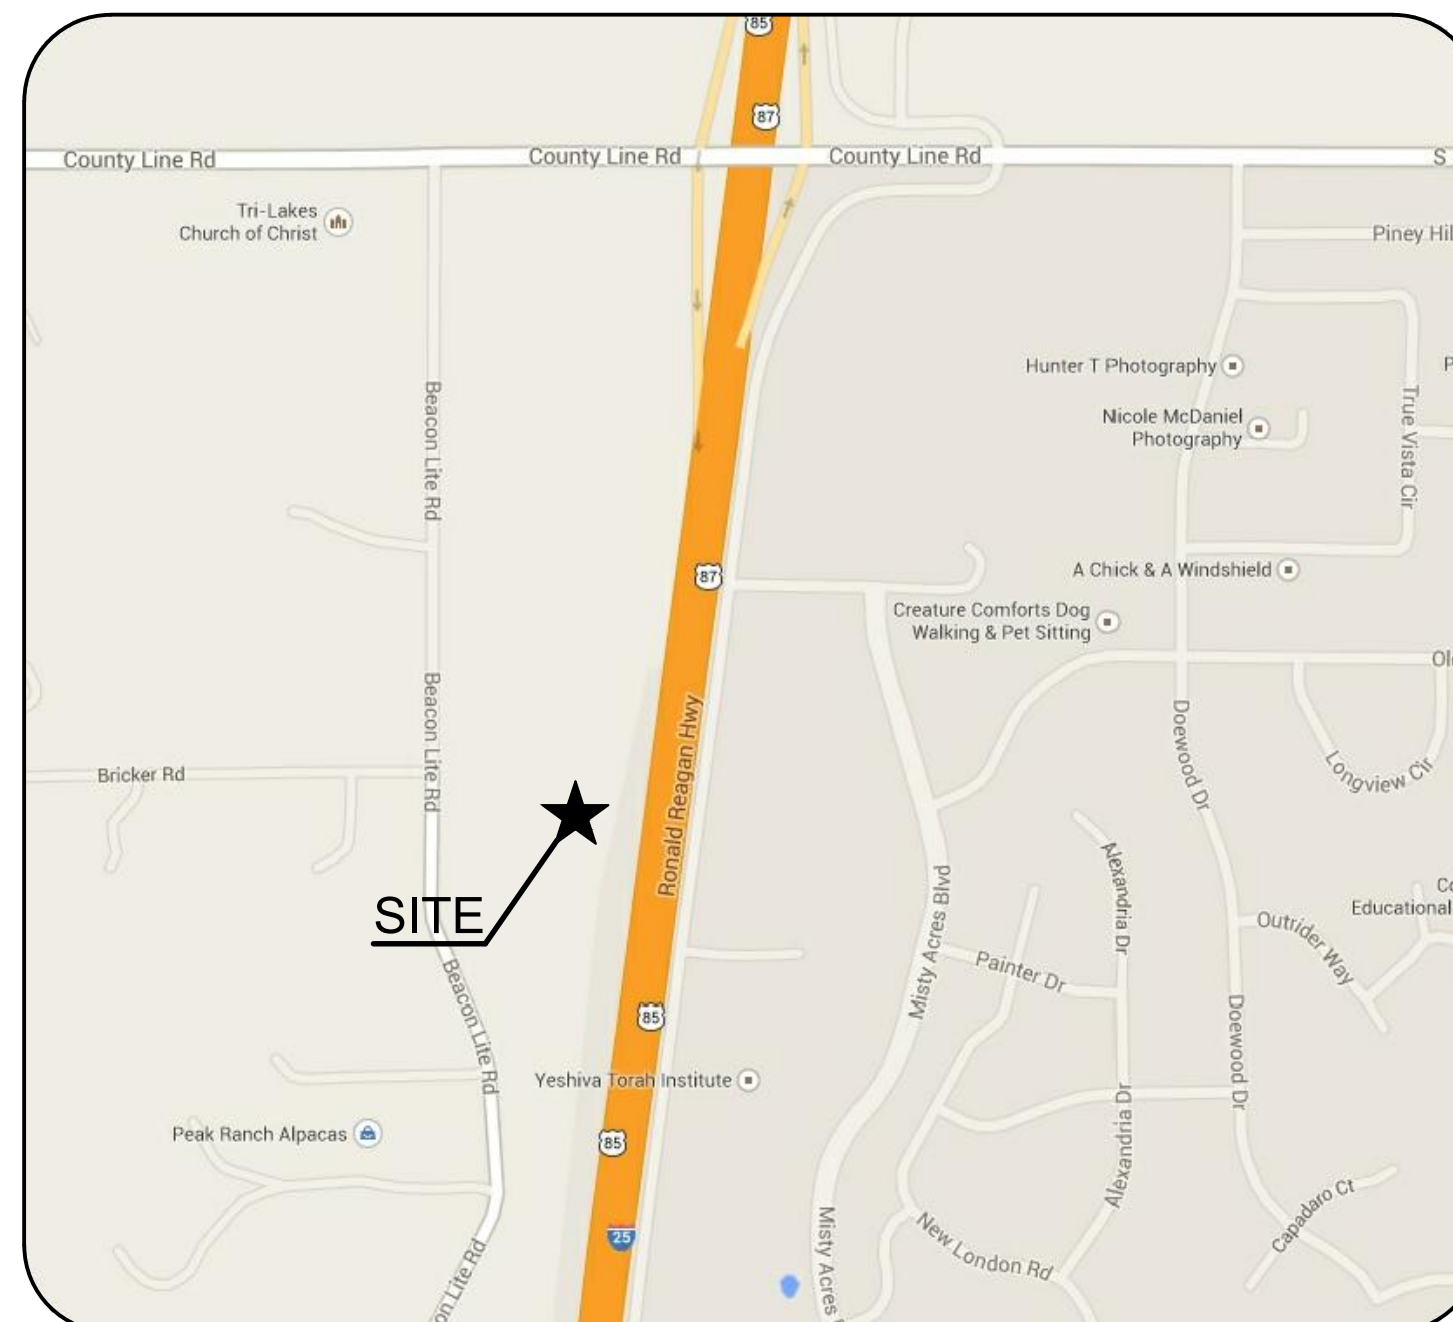 85
87
County Line Rd
County Line Rd
County Line Rd
S
Tri-Lakes
Church of Christ
Piney Hil
Hunter T Photography
P
Beacon Lite Rd
Nicole McDaniel
Photography
True Vista Cir
87
A Chick & A Windshield
Creature Comforts Dog
Walking & Pet Sitting
Ol
Beacon Lite Rd
Ronald Reagan Hwy
Doewood Dr
Longview Cir
Bricker Rd
SITE
Alexandria Dr
Misty Acres Blvd
Educational
Outrider Way
Painter Dr
Beacon Lite Rd
85
Doewood Dr
Yeshiva Torah Institute
Peak Ranch Alpacas
85
Alexandria Dr
Capadaro Ct
25
New London Rd
Misty Acres
on Lite Rd